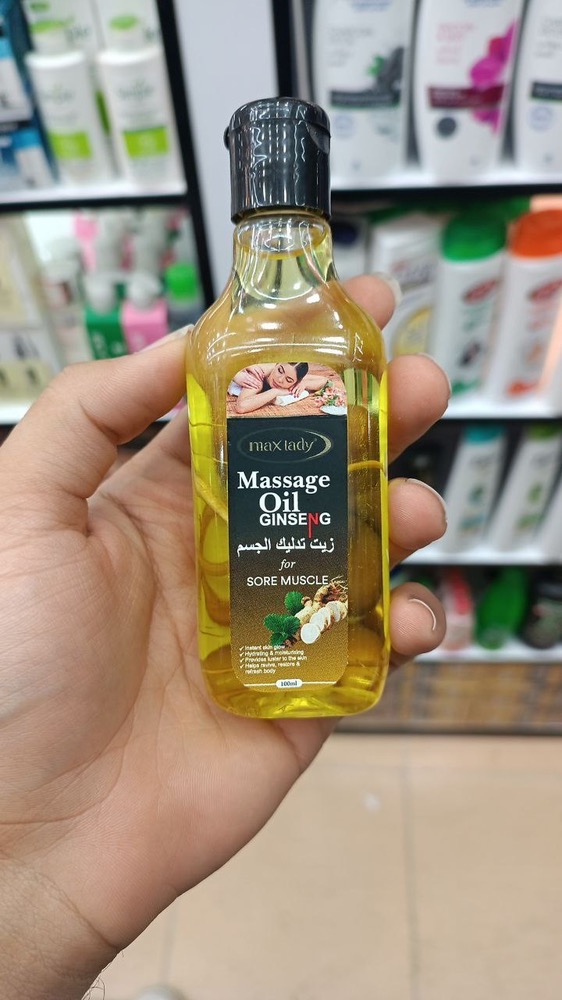 max lady®
Massage
Oil
GINSENG
زيت تدليك الجسم
for
SORE MUSCLE
✓ Instant skin glow
✓ Hydrating & moisturising
✓ Provides luster to the skin
✓ Helps revive, restore &
refresh body
100ml